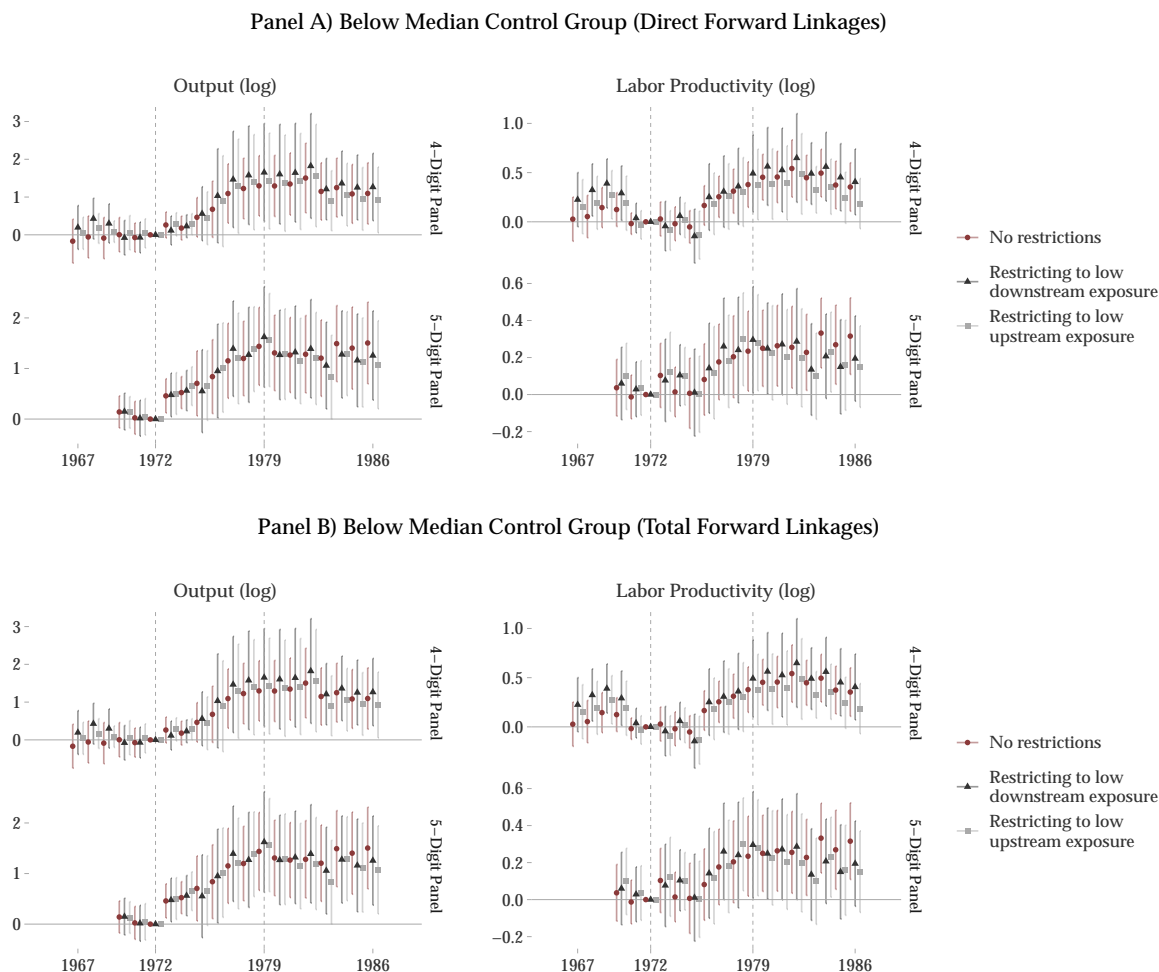 Panel A) Below Median Control Group (Direct Forward Linkages)
Output (log)
Labor Productivity (log)
3
2
1
0
4−Digit Panel
1.0
0.5
0.0
4−Digit Panel
2
1
0
5−Digit Panel
0.6
0.4
0.2
0.0
−0.2
5−Digit Panel
1967
1972
1979
1986
1967
1972
1979
1986
No restrictions
Restricting to low
downstream exposure
Restricting to low
upstream exposure
Panel B) Below Median Control Group (Total Forward Linkages)
Output (log)
Labor Productivity (log)
3
2
1
0
4−Digit Panel
1.0
0.5
0.0
4−Digit Panel
2
1
0
5−Digit Panel
0.6
0.4
0.2
0.0
−0.2
5−Digit Panel
1967
1972
1979
1986
1967
1972
1979
1986
No restrictions
Restricting to low
downstream exposure
Restricting to low
upstream exposure